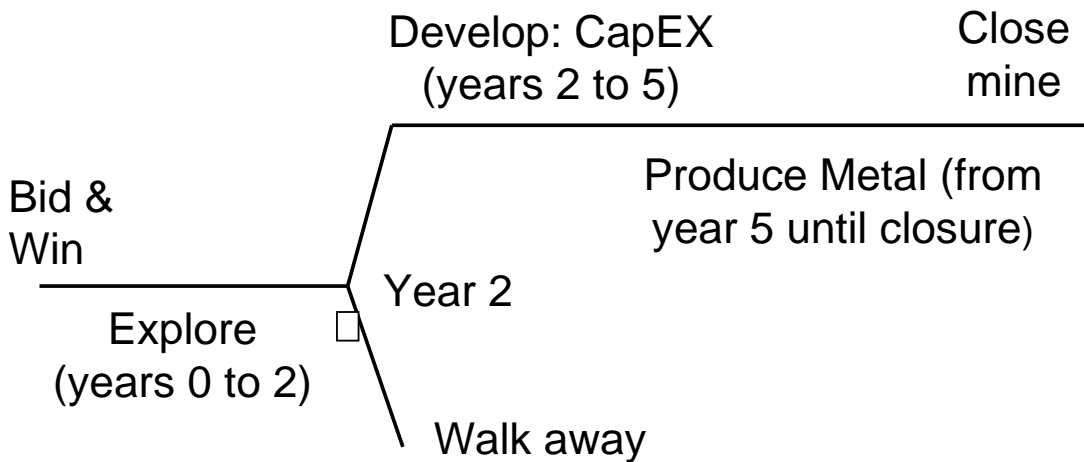 Develop: CapEX
(years 2 to 5)
Close
mine
Bid &
Win
Produce Metal (from
year 5 until closure)
Year 2
Explore
(years 0 to 2)
Walk away